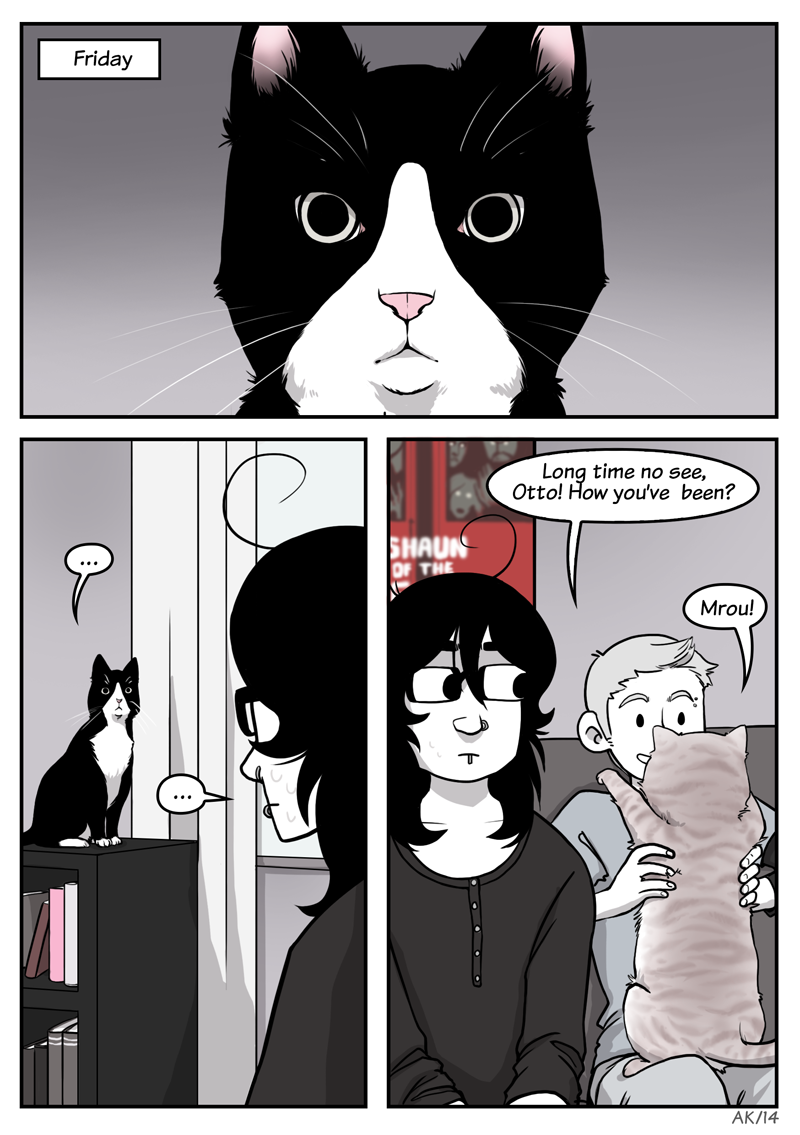 Friday
...
...
Long time no see,
Otto! How you've been?
SHAUN
OF THE
Mrou!
AK/14